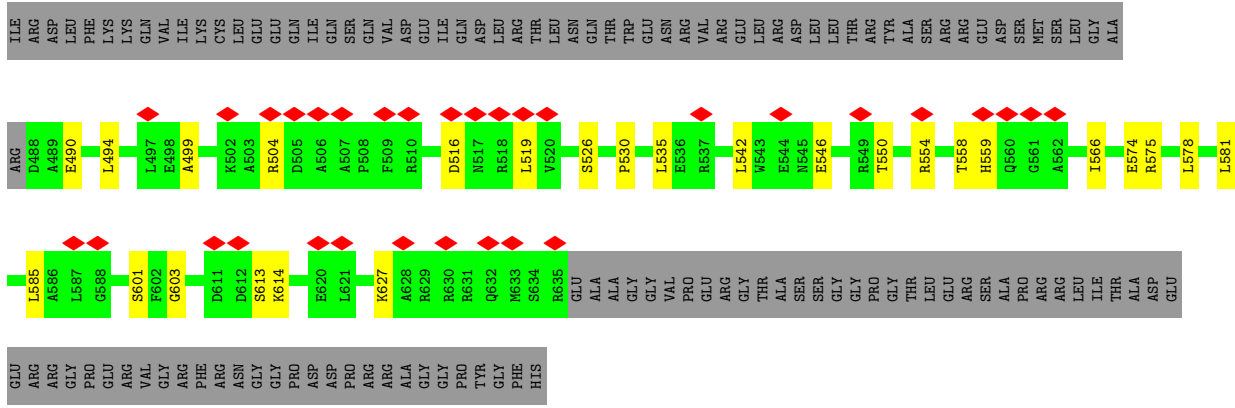 ILE ARG ASP LEU PHE LYS LYS GLN VAL ILE LYS CYS LEU GLU GLU GLN ILE GLN SER GLN VAL ASP GLU ILE GLN ASP LEU ARG THR LEU ASN GLN THR TRP GLU ASN ARG VAL ARG GLU LEU ARG ASP LEU LEU THR ARG TYR ALA SER ARG ARG GLU ASP SER MET SER LEU GLY ALA
ARG D488 A489 E490 L494 L497 E498 A499 K502 A503 R504 D505 A506 A507 P508 F509 R510 D516 N517 R518 L519 V520 S526 P530 L535 E536 R537 L542 W543 E544 N545 E546 R549 T550 R554 T558 H559 Q560 G561 A562 I566 E574 R575 L578 L581
L585 A586 L587 G588 S601 F602 G603 D611 D612 S613 K614 E620 L621 K627 A628 R629 R630 R631 Q632 M633 S634 R635 GLU ALA ALA GLY GLY VAL PRO GLU ARG GLY THR ALA SER SER GLY GLY PRO GLY THR LEU GLU ARG SER ALA PRO ARG ARG LEU ILE THR ALA ASP GLU
GLU ARG ARG GLY PRO GLU ARG VAL GLY ARG PHE ARG ASN GLY GLY PRO ASP ASP PRO ARG ARG ALA GLY GLY PRO TYR GLY PHE HIS